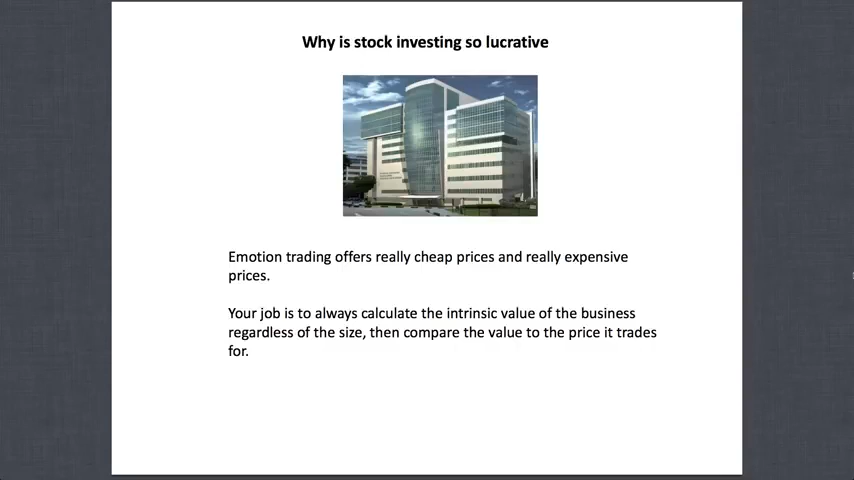 Why is stock investing so lucrative
Emotion trading offers really cheap prices and really expensive
prices.
Your job is to always calculate the intrinsic value of the business
regardless of the size, then compare the value to the price it trades
for.